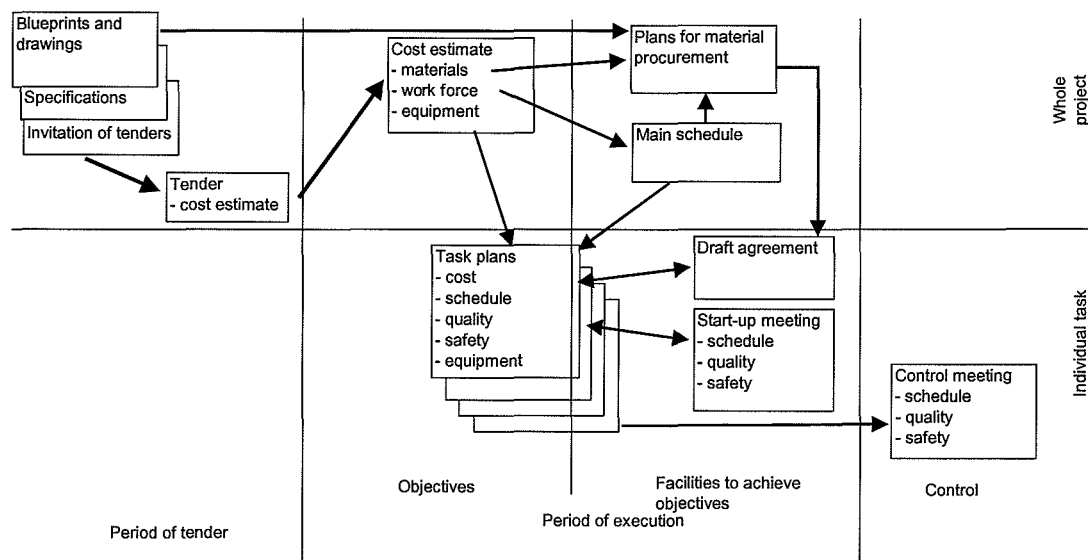 Blueprints and
drawings
Specifications
Invitation of tenders
Tender
- cost estimate
Cost estimate
- materials
- work force
- equipment
Plans for material
procurement
Main schedule
Whole
project
Task plans
- cost
- schedule
- quality
- safety
- equipment
Draft agreement
Start-up meeting
- schedule
- quality
- safety
Control meeting
- schedule
- quality
- safety
Individual task
Objectives
Facilities to achieve
objectives
Control
Period of tender
Period of execution